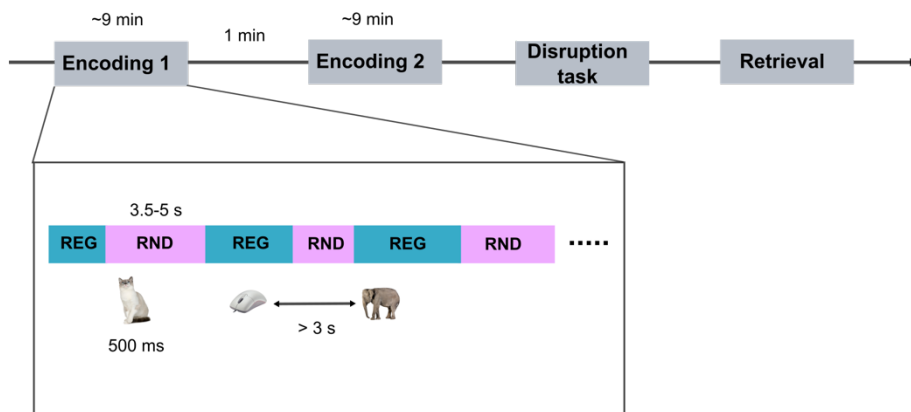 ~9 min
1 min
~9 min
Encoding 1
Encoding 2
Disruption
task
Retrieval
3.5-5 s
REG
RND
REG
RND
REG
RND
.....
> 3 s
500 ms